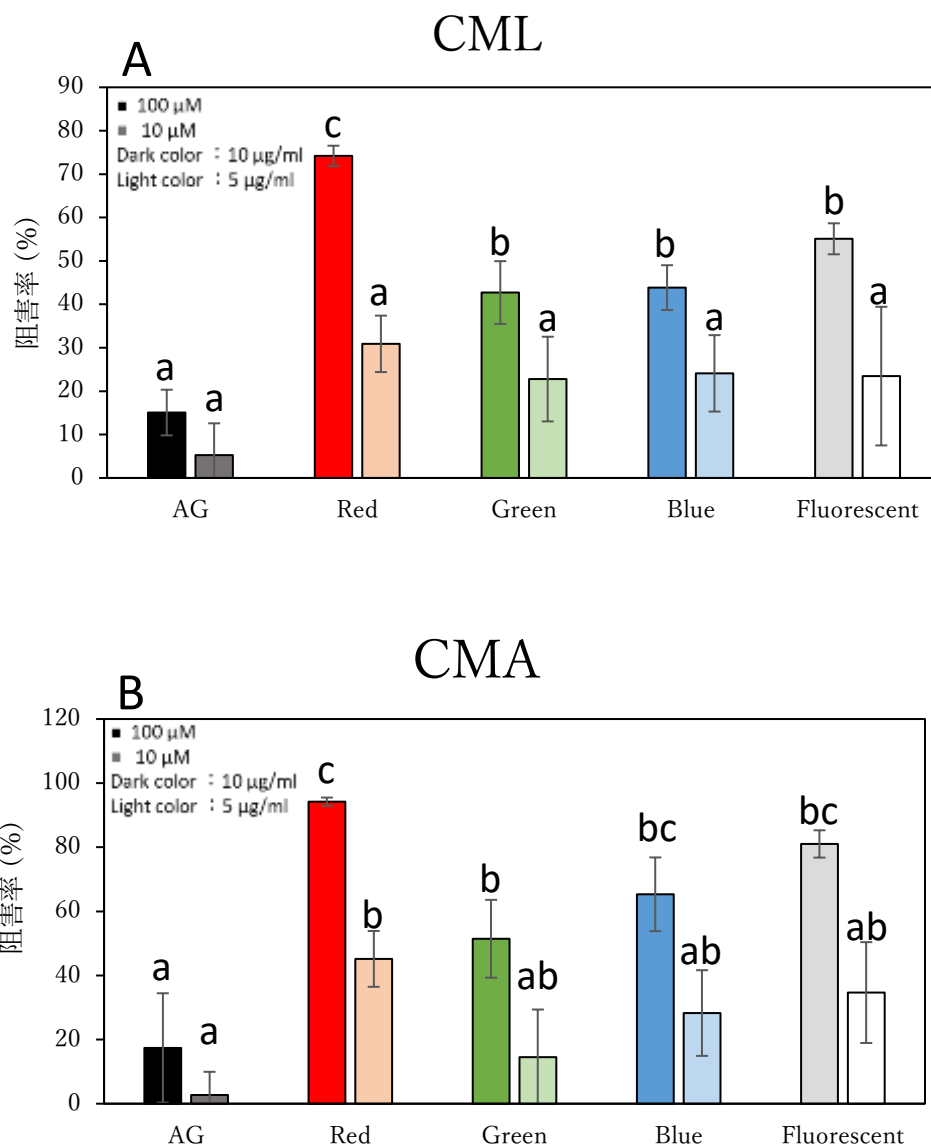 CML
A
90
80
70
60
50
40
30
20
10
0
阻害率 (%)
■ 100 μM
■ 10 μM
Dark color :10 μg/ml
Light color :5 μg/ml
a
a
c
a
b
a
b
a
b
a
AG
Red
Green
Blue
Fluorescent
CMA
B
120
100
80
60
40
20
0
阻害率 (%)
■ 100 μM
■ 10 μM
Dark color :10 μg/ml
Light color :5 μg/ml
a
a
c
b
b
ab
bc
ab
bc
ab
AG
Red
Green
Blue
Fluorescent